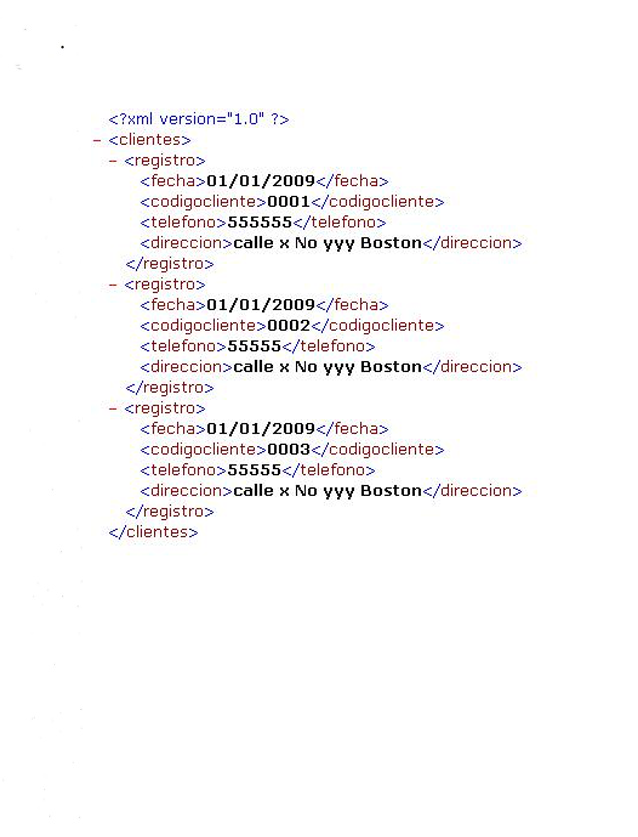 <?xml version="1.0" ?>
- <clientes>
- <registro>
<fecha>01/01/2009</fecha>
<codigocliente>0001</codigocliente>
<telefono>555555</telefono>
<direccion>calle x No yyy Boston</direccion>
</registro>
- <registro>
<fecha>01/01/2009</fecha>
<codigocliente>0002</codigocliente>
<telefono>55555</telefono>
<direccion>calle x No yyy Boston</direccion>
</registro>
- <registro>
<fecha>01/01/2009</fecha>
<codigocliente>0003</codigocliente>
<telefono>55555</telefono>
<direccion>calle x No yyy Boston</direccion>
</registro>
</clientes>